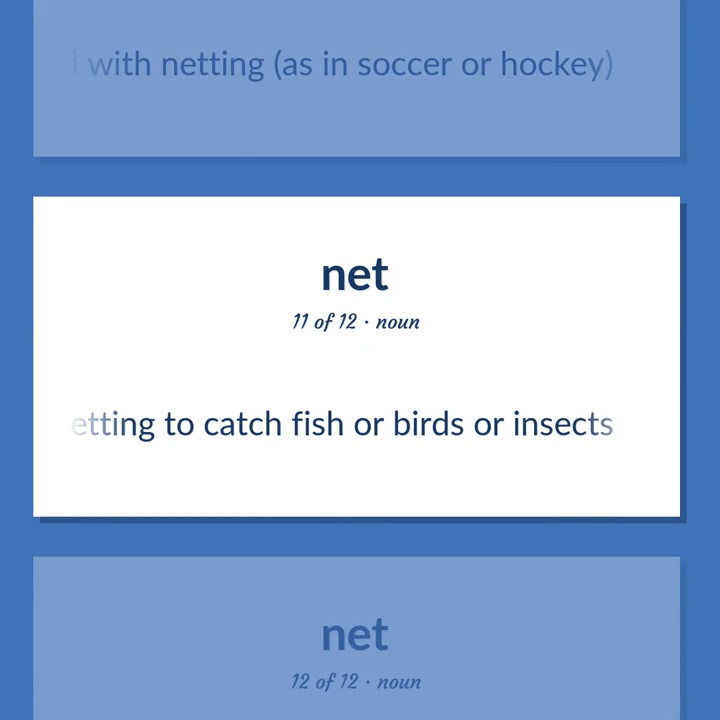 with netting (as in soccer or hockey)
net
11 of 12 · noun
etting to catch fish or birds or insects
net
12 of 12 · noun